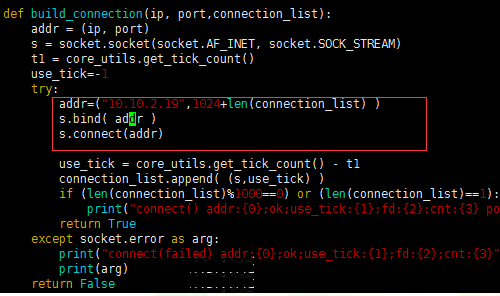 def build_connection(ip, port,connection_list):
addr = (ip, port)
s = socket.socket(socket.AF_INET, socket.SOCK_STREAM)
t1 = core_utils.get_tick_count()
use_tick=-1
try:
addr=("10.10.2.19",1024+len(connection_list) )
s.bind( addr )
s.connect(addr)
use_tick = core_utils.get_tick_count() - t1
connection_list.append( (s,use_tick) )
if (len(connection_list)%1000==0) or (len(connection_list)==1):
print("connect() addr:{0};ok;use_tick:{1};fd:{2};cnt:{3} po
return True
except socket.error as arg:
print("connect(failed) addr:{0};ok;use_tick:{1};fd:{2};cnt:{3}"
print(arg)
return False